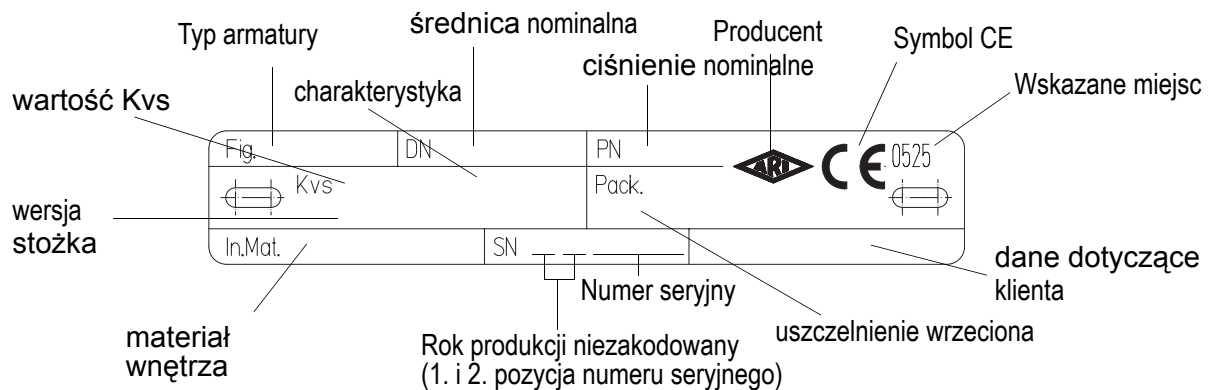 Typ armatury
średnica nominalna
Producent
Symbol CE
ciśnienie nominalne
wartość Kvs
charakterystyka
Wskazane miejsc
Fig.
DN
PN
ARI
CE
0525
Kvs
Pack.
wersja
stożka
In.Mat.
SN
dane dotyczące
klienta
Numer seryjny
materiał
wnętrza
uszczelnienie wrzeciona
Rok produkcji niezakodowany
(1. i 2. pozycja numeru seryjnego)